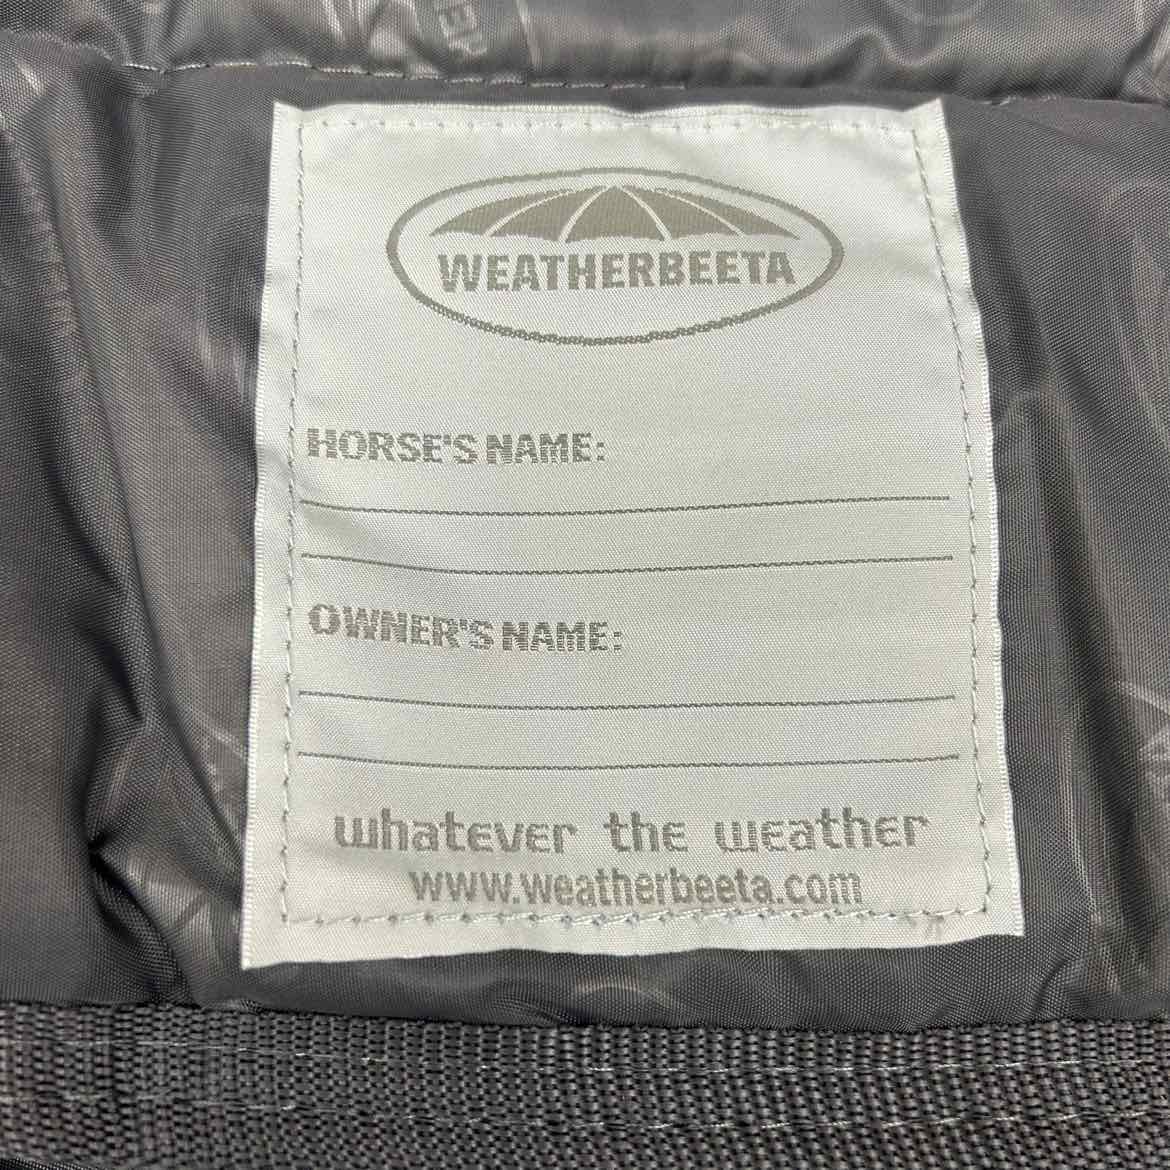 WEATHERBEETA
HORSE'S NAME:
OWNER'S NAME:
whatever the weather
www.weatherbeeta.com